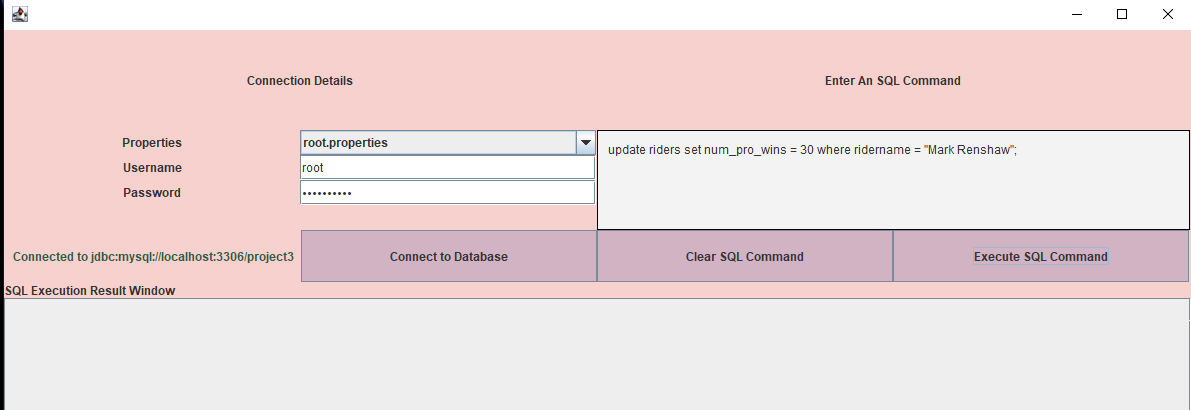 Connection Details
Enter An SQL Command
Properties
root.properties
Username
root
Password
••••••••••
update riders set num_pro_wins = 30 where ridername = "Mark Renshaw";
Connected to jdbc:mysql://localhost:3306/project3
Connect to Database
Clear SQL Command
Execute SQL Command
SQL Execution Result Window